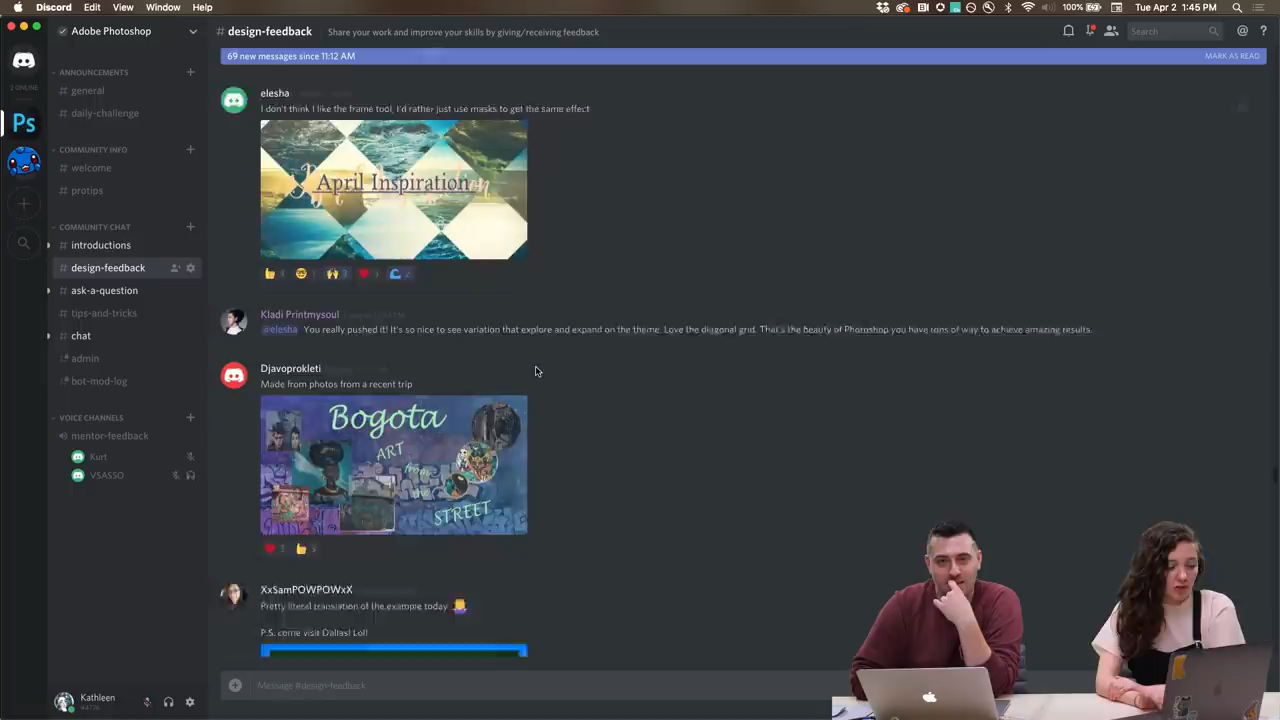 Discord File Edit View Window Help
100% Tue Apr 2 1:45 PM
Adobe Photoshop
# design-feedback Share your work and improve your skills by giving/receiving feedback
Search
69 new messages since 11:12 AM
MARK AS READ
2 ONLINE
Ps
ANNOUNCEMENTS
# general
# daily-challenge
COMMUNITY INFO
# welcome
# protips
COMMUNITY CHAT
# introductions
# design-feedback
# ask-a-question
# tips-and-tricks
# chat
admin
bot-mod-log
VOICE CHANNELS
mentor-feedback
Kurt
VSASSO
Kathleen
#4776
elesha
I don't think I like the frame tool, I'd rather just use masks to get the same effect
April Inspiration
Kladi Printmysoul
@elesha You really pushed it! It's so nice to see variation that explore and expand on the theme. Love the diagonal grid. That's the beauty of Photoshop you have tons of way to achieve amazing results.
Djavoprokleti
Made from photos from a recent trip
Bogota
ART
from
the
STREET
XxSamPOWPOWxX
Pretty literal translation of the example today
P.S. come visit Dallas! Lol!
Message #design-feedback